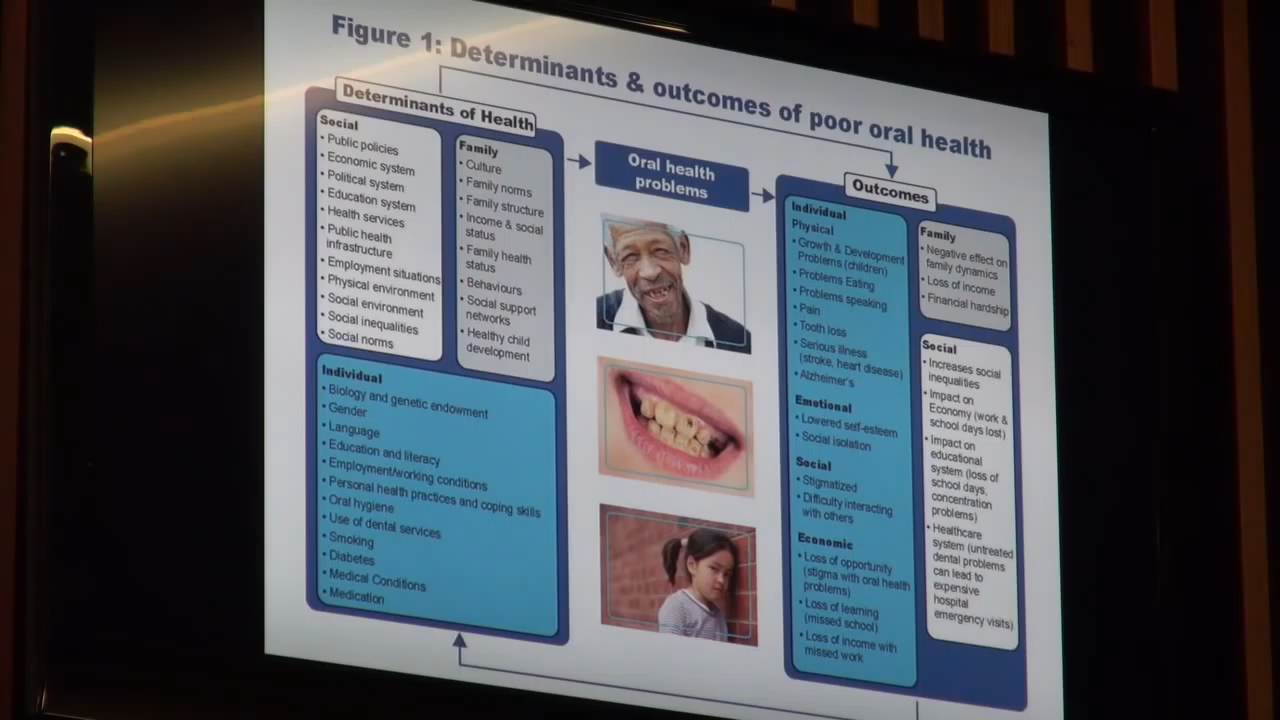 Figure 1: Determinants & outcomes of poor oral health
Determinants of Health
Social
• Public policies
• Economic system
• Political system
• Education system
• Health services
• Public health
infrastructure
• Employment situations
• Physical environment
• Social environment
• Social inequalities
• Social norms
Family
• Culture
• Family norms
• Family structure
• Income & social
status
• Family health
status
• Behaviours
• Social support
networks
• Healthy child
development
Individual
• Biology and genetic endowment
• Gender
• Language
• Education and literacy
• Employment/working conditions
• Personal health practices and coping skills
• Oral hygiene
• Use of dental services
• Smoking
• Diabetes
• Medical Conditions
• Medication
Oral health
problems
Outcomes
Individual
Physical
• Growth & Development
Problems (children)
• Problems Eating
• Problems speaking
• Pain
• Tooth loss
• Serious illness
(stroke, heart disease)
• Alzheimer's
Emotional
• Lowered self-esteem
• Social isolation
Social
• Stigmatized
• Difficulty interacting
with others
Economic
• Loss of opportunity
(stigma with oral health
problems)
• Loss of learning
(missed school)
• Loss of income with
missed work
Family
• Negative effect on
family dynamics
• Loss of income
• Financial hardship
Social
• Increases social
inequalities
• Impact on
Economy (work &
school days lost)
• Impact on
educational
system (loss of
school days,
concentration
problems)
• Healthcare
system (untreated
dental problems
can lead to
expensive
hospital
emergency visits)